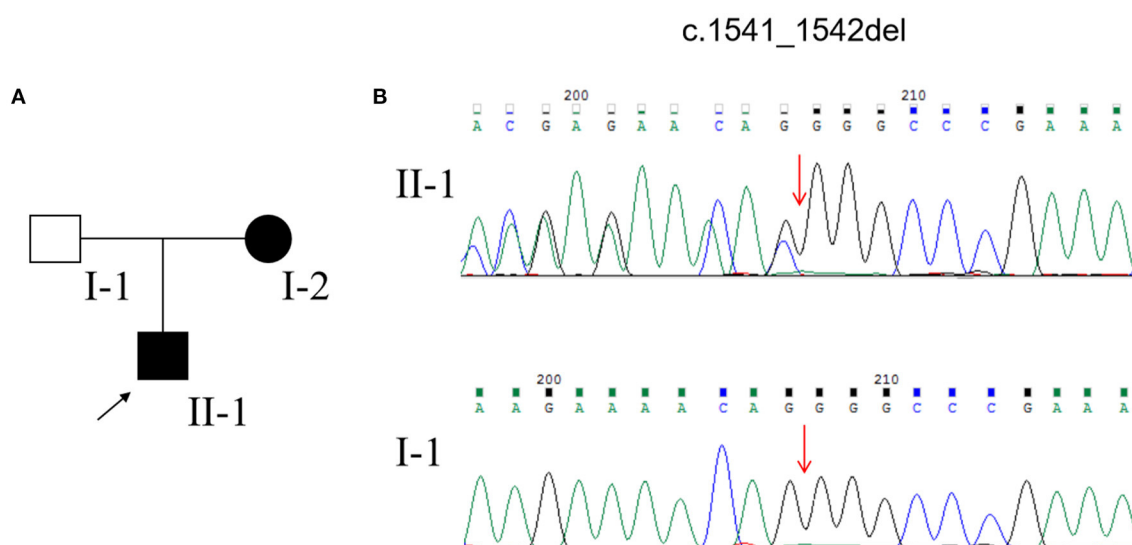 c.1541_1542del
A
B
200 210
A C G A G A A C A G G G G C C C G A A A
II-1
I-1
I-2
II-1
200 210
A A G A A A A C A G G G G C C C G A A A
I-1